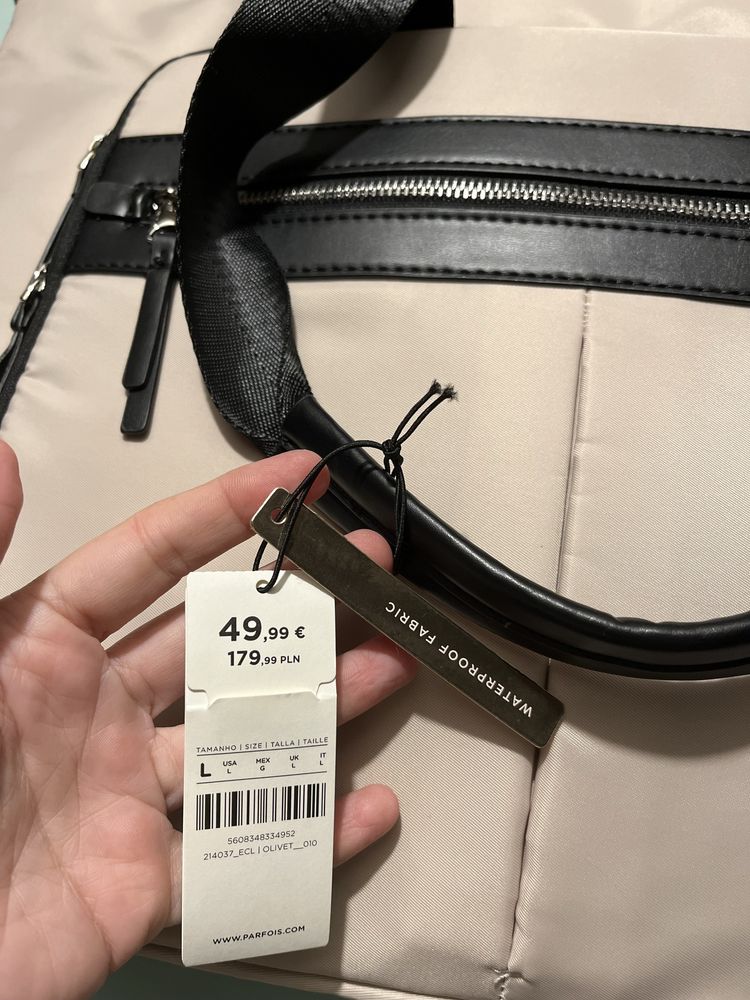 49,99 €
179,99 PLN
TAMANHO | SIZE | TALLA | TAILLE
L USA L MEX G UK L IT L
5608348334952
214037_ECL | OLIVET__010
WWW.PARFOIS.COM
WATERPROOF FABRIC